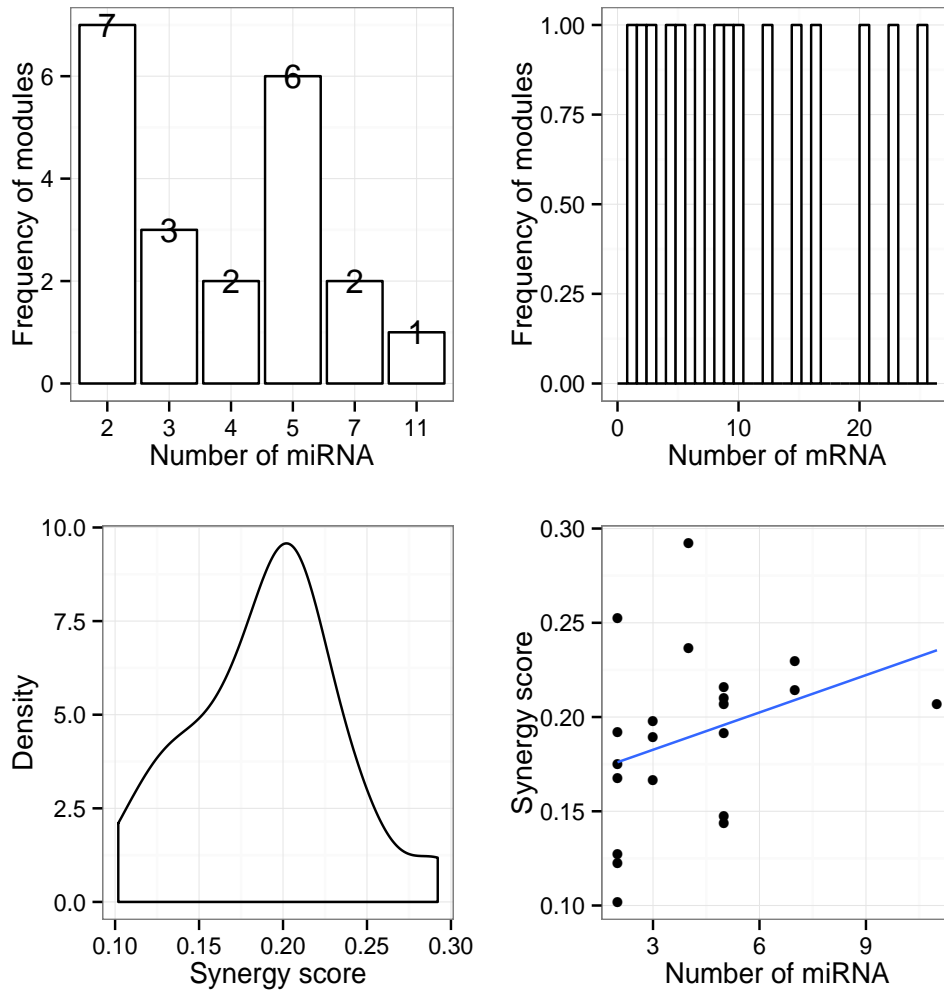 Frequency of modules
6
4
2
0
7
3
2
6
2
1
2 3 4 5 7 11
Number of miRNA
Frequency of modules
1.00
0.75
0.50
0.25
0.00
0 10 20
Number of mRNA
Density
10.0
7.5
5.0
2.5
0.0
0.10 0.15 0.20 0.25 0.30
Synergy score
Synergy score
0.30
0.25
0.20
0.15
0.10
3 6 9
Number of miRNA